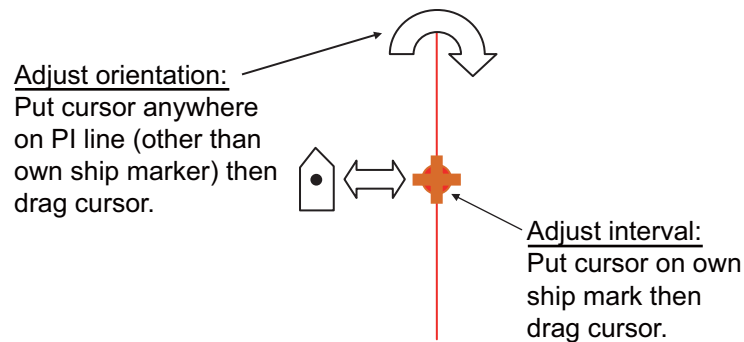 Adjust orientation:
Put cursor anywhere
on PI line (other than
own ship marker) then
drag cursor.
Adjust interval:
Put cursor on own
ship mark then
drag cursor.